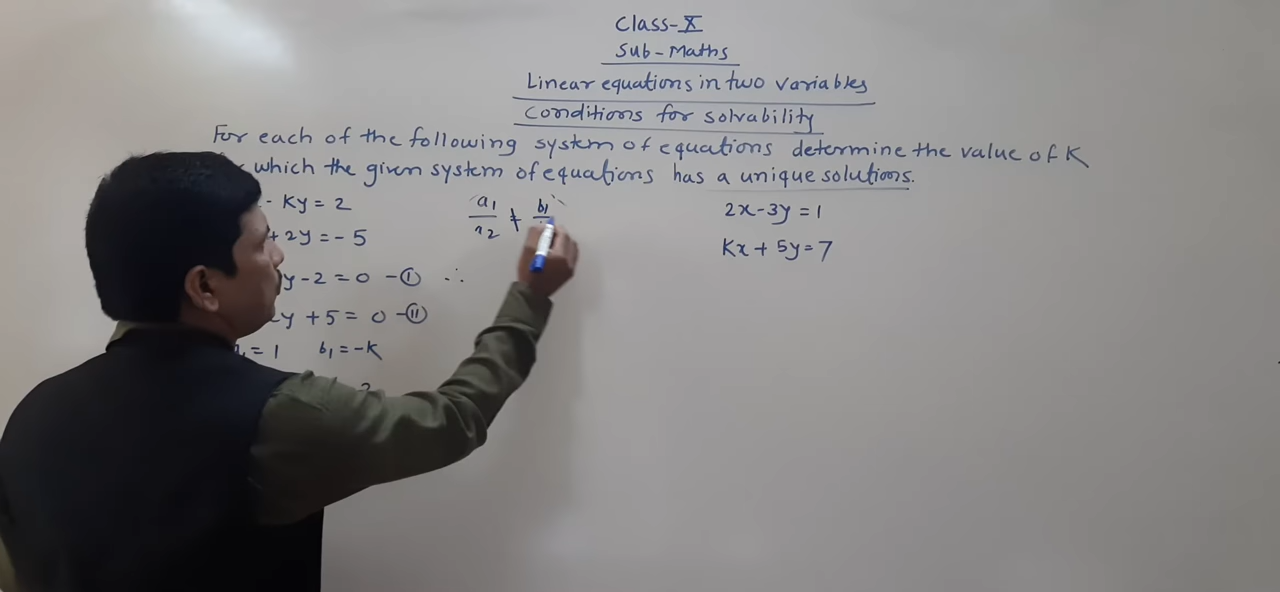 Class-X
Sub-Maths
Linear equations in two variables
Conditions for solvability
For each of the following system of equations determine the value of K
which the given system of equations has a unique solutions.
- Ky = 2
+ 2y = - 5
y - 2 = 0 - (I)
y + 5 = 0 - (II)
= 1 b₁ = -K
∴ a₁/a₂ ≠ b₁/
2x - 3y = 1
Kx + 5y = 7